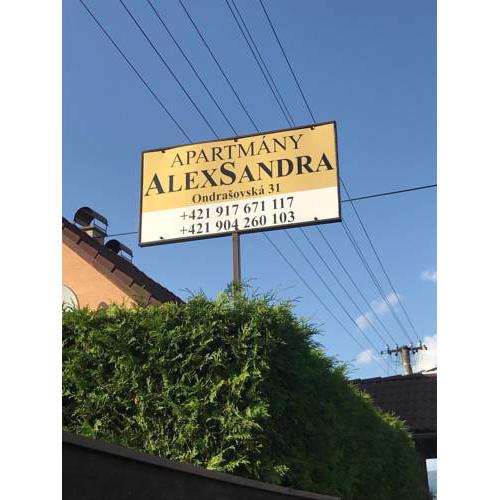 APARTMÁNY
ALEXSANDRA
Ondrašovská 31
+421 917 671 117
+421 904 260 103